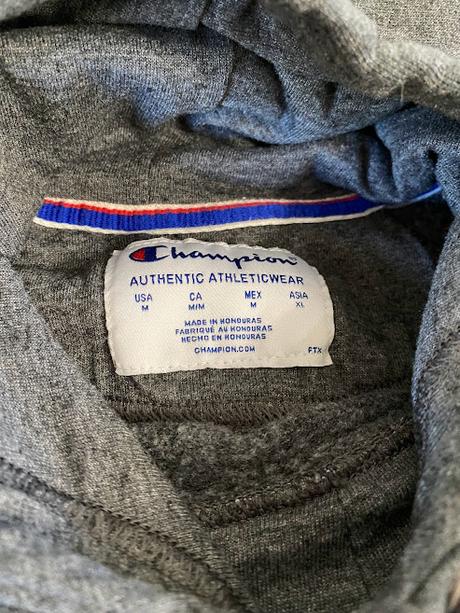 Champion
AUTHENTIC ATHLETICWEAR
USA CA MEX ASIA
M M/M M XL
MADE IN HONDURAS
FABRIQUÉ AU HONDURAS
HECHO EN HONDURAS
CHAMPION.COM FTX